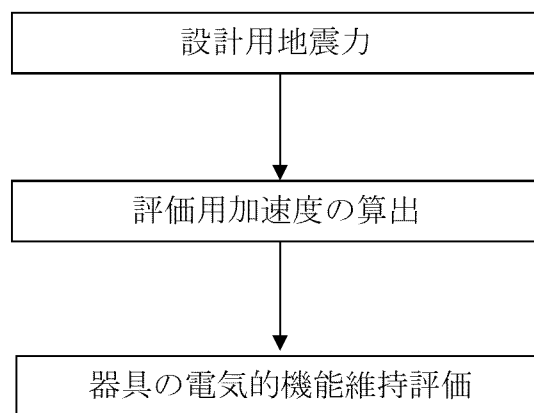 設計用地震力
評価用加速度の算出
器具の電気的機能維持評価